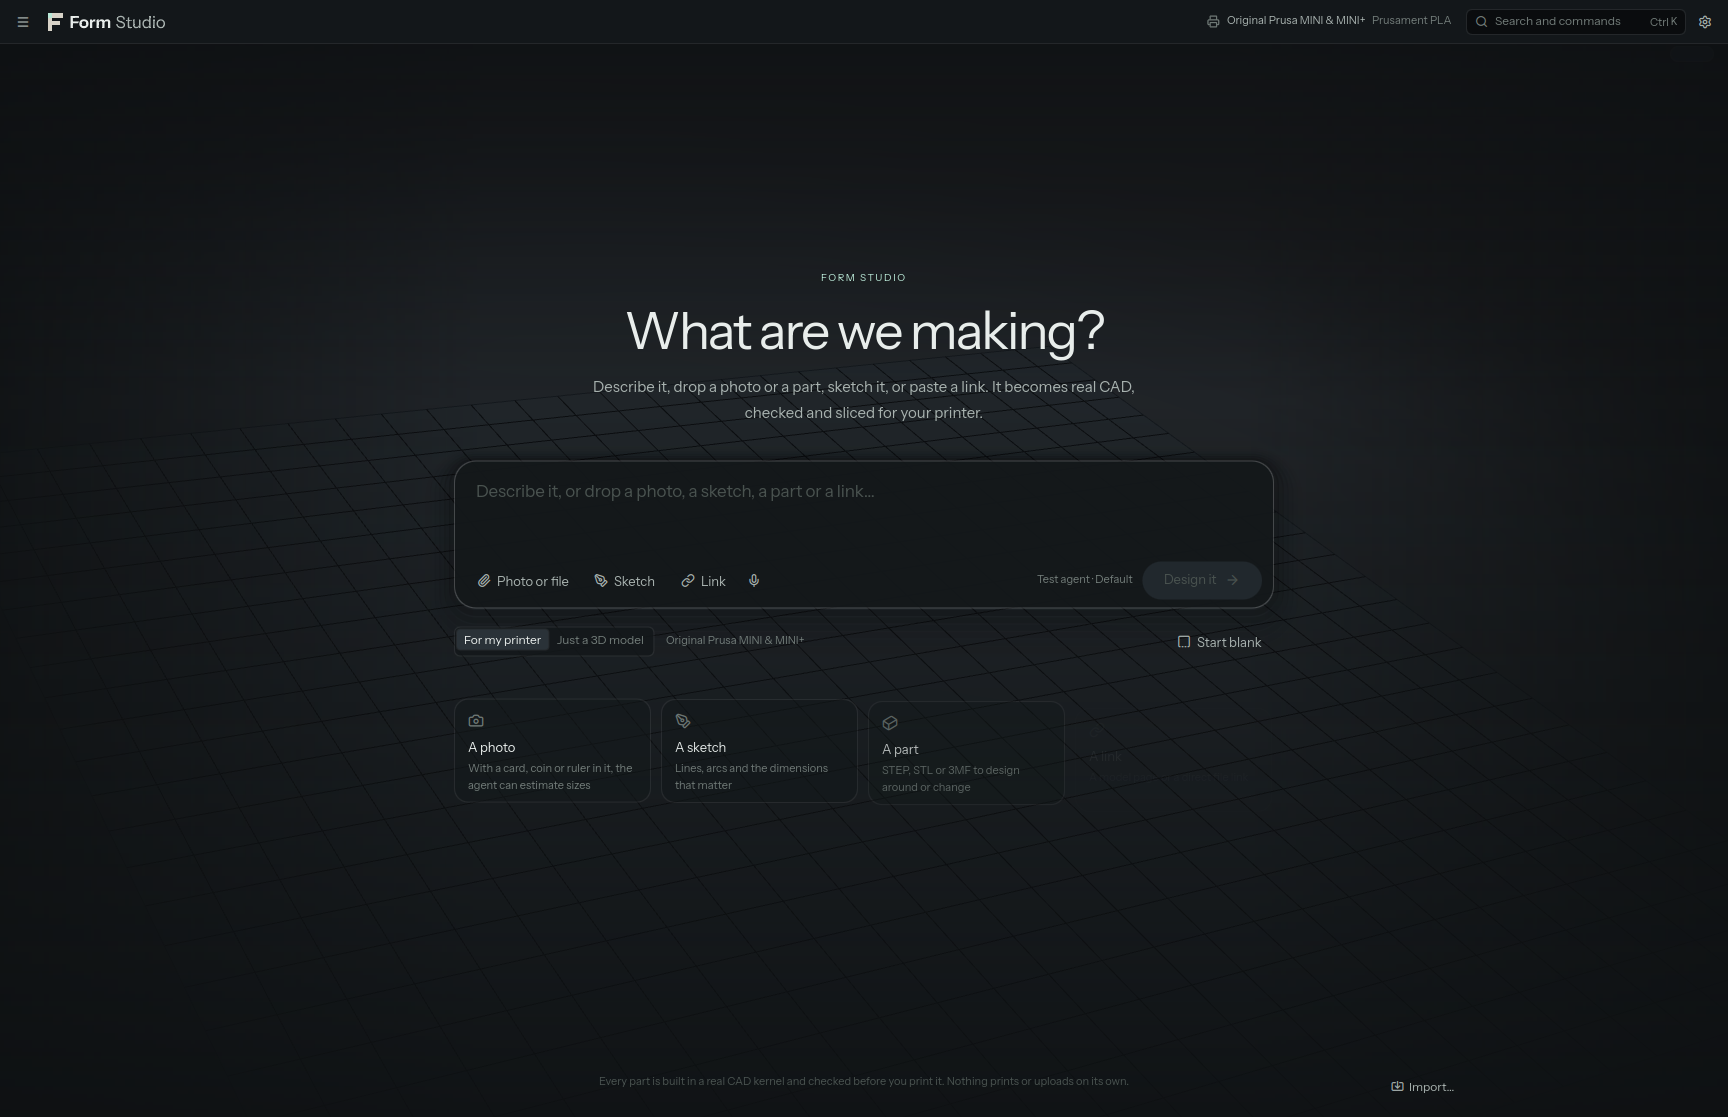 Form Studio
Original Prusa MINI & MINI+ Prusament PLA
Search and commands Ctrl K
FORM STUDIO
What are we making?
Describe it, drop a photo or a part, sketch it, or paste a link. It becomes real CAD,
checked and sliced for your printer.
Describe it, or drop a photo, a sketch, a part or a link...
Photo or file Sketch Link
Test agent · Default Design it
For my printer Just a 3D model Original Prusa MINI & MINI+
Start blank
A photo
With a card, coin or ruler in it, the
agent can estimate sizes
A sketch
Lines, arcs and the dimensions
that matter
A part
STEP, STL or 3MF to design
around or change
A link
Every part is built in a real CAD kernel and checked before you print it. Nothing prints or uploads on its own.
Import...